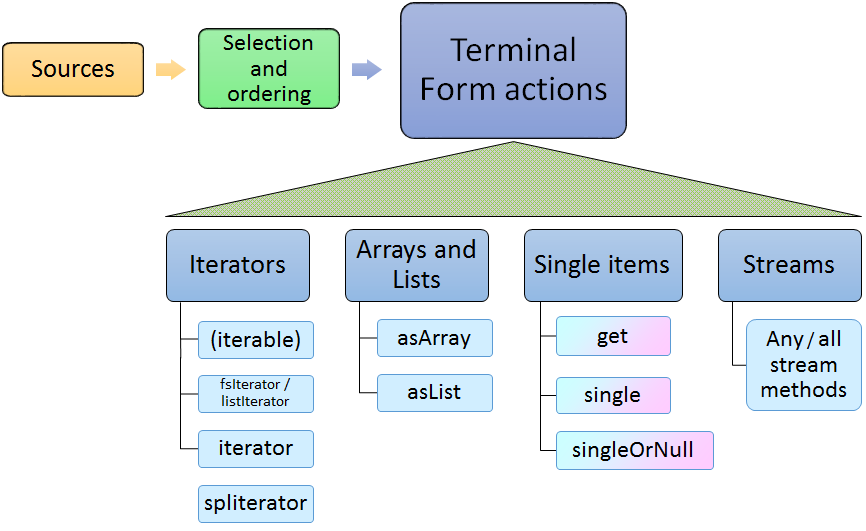 Sources
Selection
and
ordering
Terminal
Form actions
Iterators
(iterable)
fsIterator /
listIterator
iterator
spliterator
Arrays and
Lists
asArray
asList
Single items
get
single
singleOrNull
Streams
Any / all
stream
methods